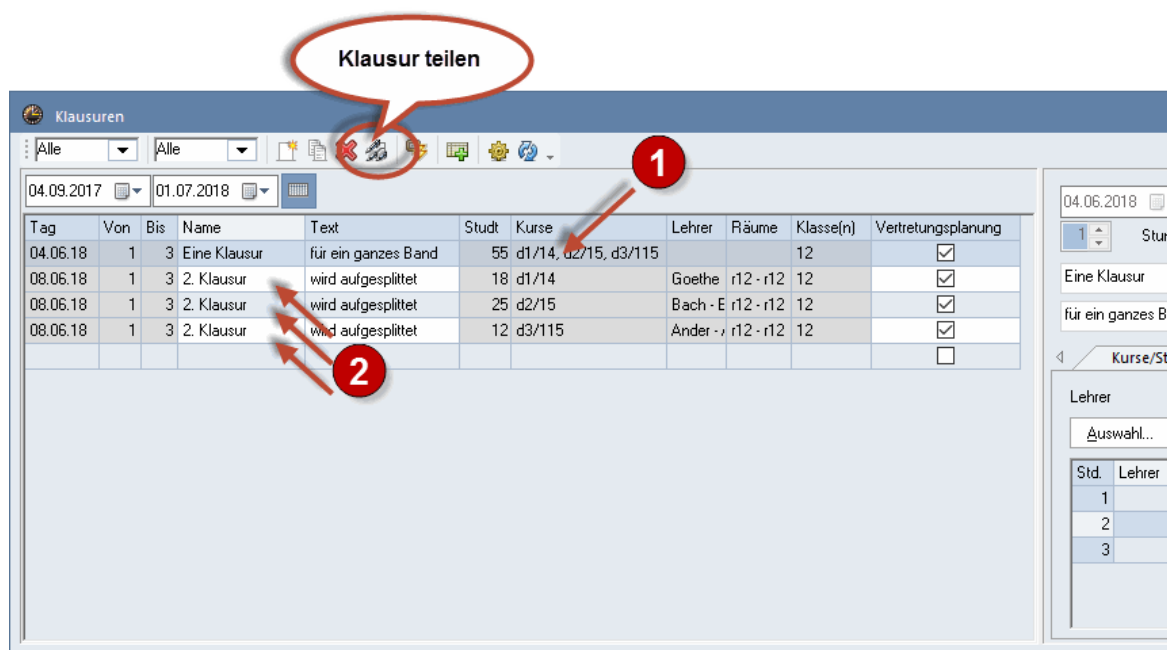 Klausur teilen
Klausuren
Alle Alle
1
04.09.2017 01.07.2018
04.06.2018
Tag Von Bis Name Text Studt Kurse Lehrer Räume Klasse(n) Vertretungsplanung
1
04.06.18 1 3 Eine Klausur für ein ganzes Band 55 d1/14, d2/15, d3/115 12
08.06.18 1 3 2. Klausur wird aufgesplittet 18 d1/14 Goethe r12 - r12 12
Eine Klausur
08.06.18 1 3 2. Klausur wird aufgesplittet 25 d2/15 Bach - r12 - r12 12
für ein ganzes
08.06.18 1 3 2. Klausur wird aufgesplittet 12 d3/115 Ander - r12 - r12 12
2
Lehrer
Auswahl...
Std. Lehrer
1
2
3